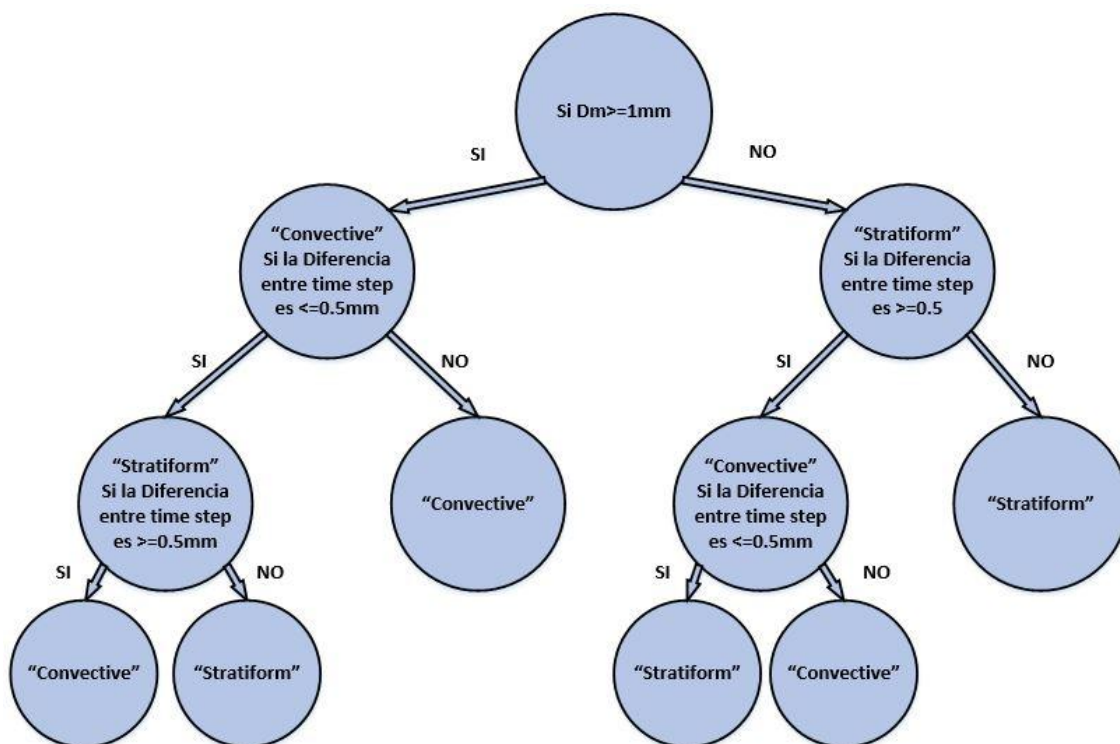 Si Dm>=1mm
SI
NO
“Convective”
Si la Diferencia
entre time step
es <=0.5mm
“Stratiform”
Si la Diferencia
entre time step
es >=0.5
SI
NO
SI
NO
“Stratiform”
Si la Diferencia
entre time step
es >=0.5mm
“Convective”
“Convective”
Si la Diferencia
entre time step
es <=0.5mm
“Stratiform”
SI
NO
SI
NO
“Convective”
“Stratiform”
“Stratiform”
“Convective”